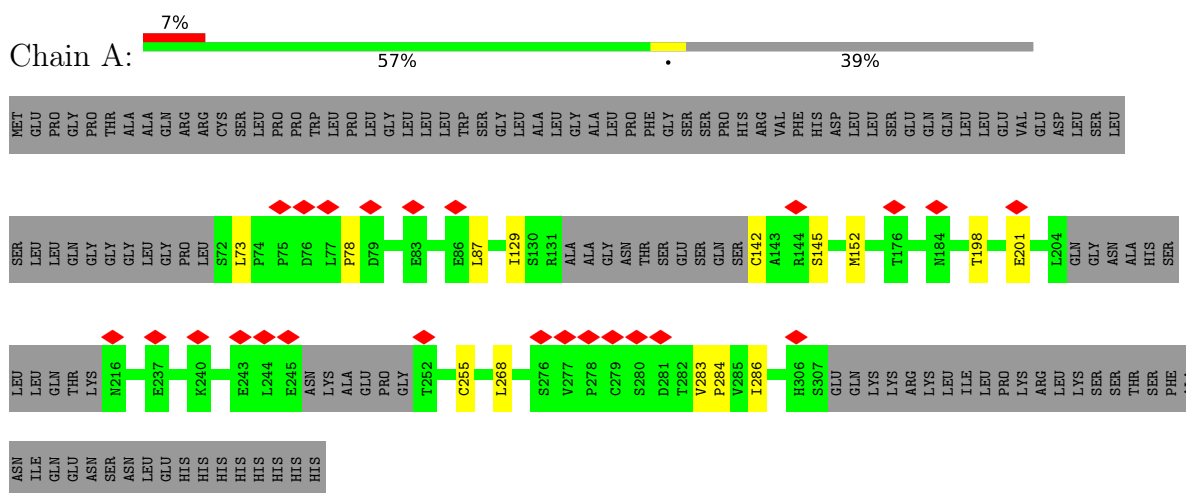 7%
Chain A:
57% • 39%
MET GLU PRO GLY PRO THR ALA ALA GLN ARG ARG CYS SER LEU PRO PRO TRP LEU PRO LEU GLY LEU LEU LEU TRP SER GLY LEU ALA LEU GLY ALA LEU PRO PHE GLY SER SER PRO HIS ARG VAL PHE HIS ASP LEU LEU SER GLU GLN GLN LEU LEU GLU VAL GLU ASP LEU SER LEU
SER LEU LEU GLN GLY GLY GLY LEU GLY PRO LEU S72 L73 P74 P75 D76 L77 P78 D79 E83 E86 L87 I129 S130 R131 ALA ALA GLY ASN THR SER GLU SER GLN SER C142 A143 R144 S145 M152 T176 N184 T198 E201 L204 GLN GLY ASN ALA HIS SER
LEU LEU GLN THR LYS N216 E237 K240 E243 L244 E245 ASN LYS ALA GLU PRO GLY T252 C255 L268 S276 V277 P278 C279 S280 D281 T282 V283 P284 V285 I286 H306 S307 GLU GLN LYS LYS ARG LYS LEU ILE LEU PRO LYS ARG LEU LYS SER SER THR SER PHE
ASN ILE GLN GLU ASN SER ASN LEU GLU HIS HIS HIS HIS HIS HIS HIS HIS